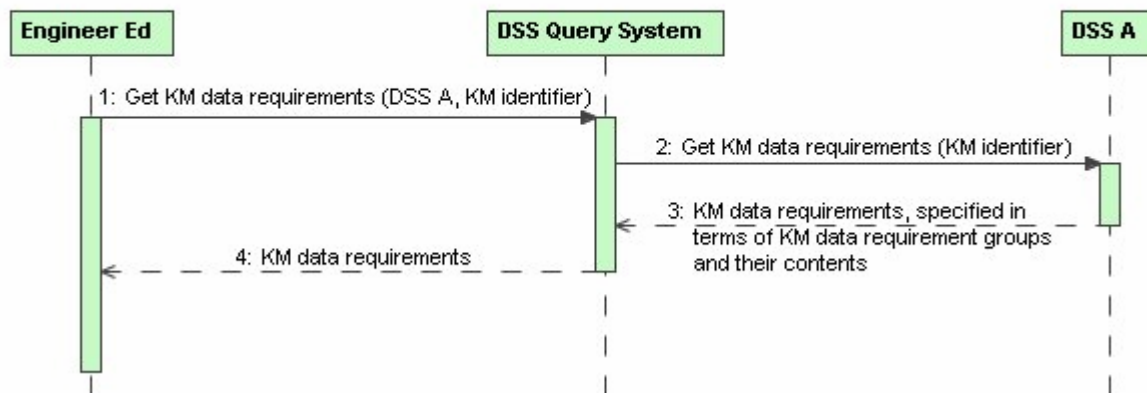 Engineer Ed
DSS Query System
DSS A
1: Get KM data requirements (DSS A, KM identifier)
2: Get KM data requirements (KM identifier)
3: KM data requirements, specified in
terms of KM data requirement groups
and their contents
4: KM data requirements